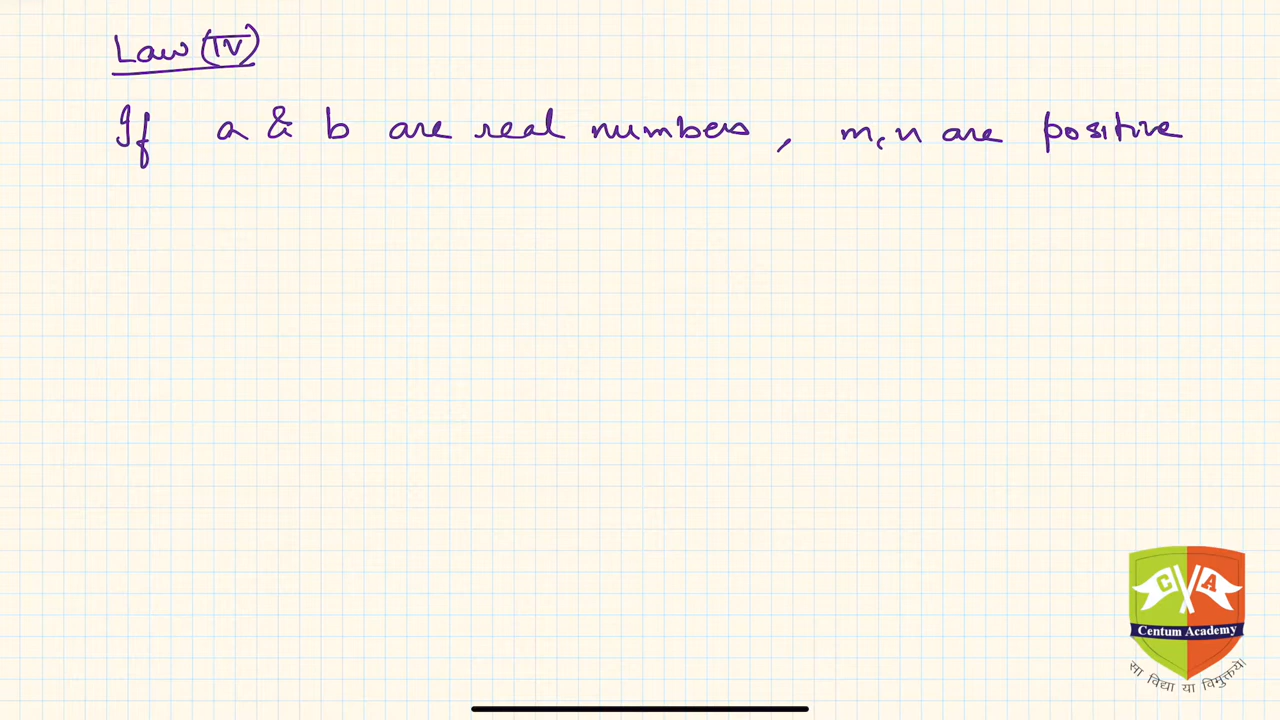 Law (IV)
If a & b are real numbers, m, n are positive
C A
Centum Academy
सा विद्या या विमुक्तये।